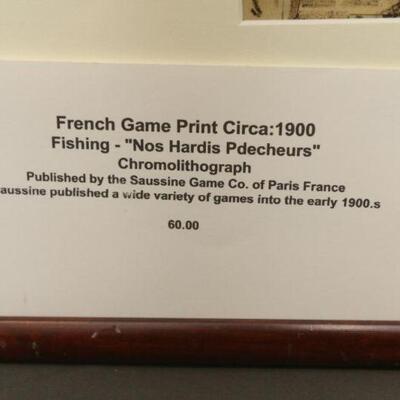 French Game Print Circa:1900
Fishing - "Nos Hardis Pdecheurs"
Chromolithograph
Published by the Saussine Game Co. of Paris France
aussine published a wide variety of games into the early 1900.s
60.00